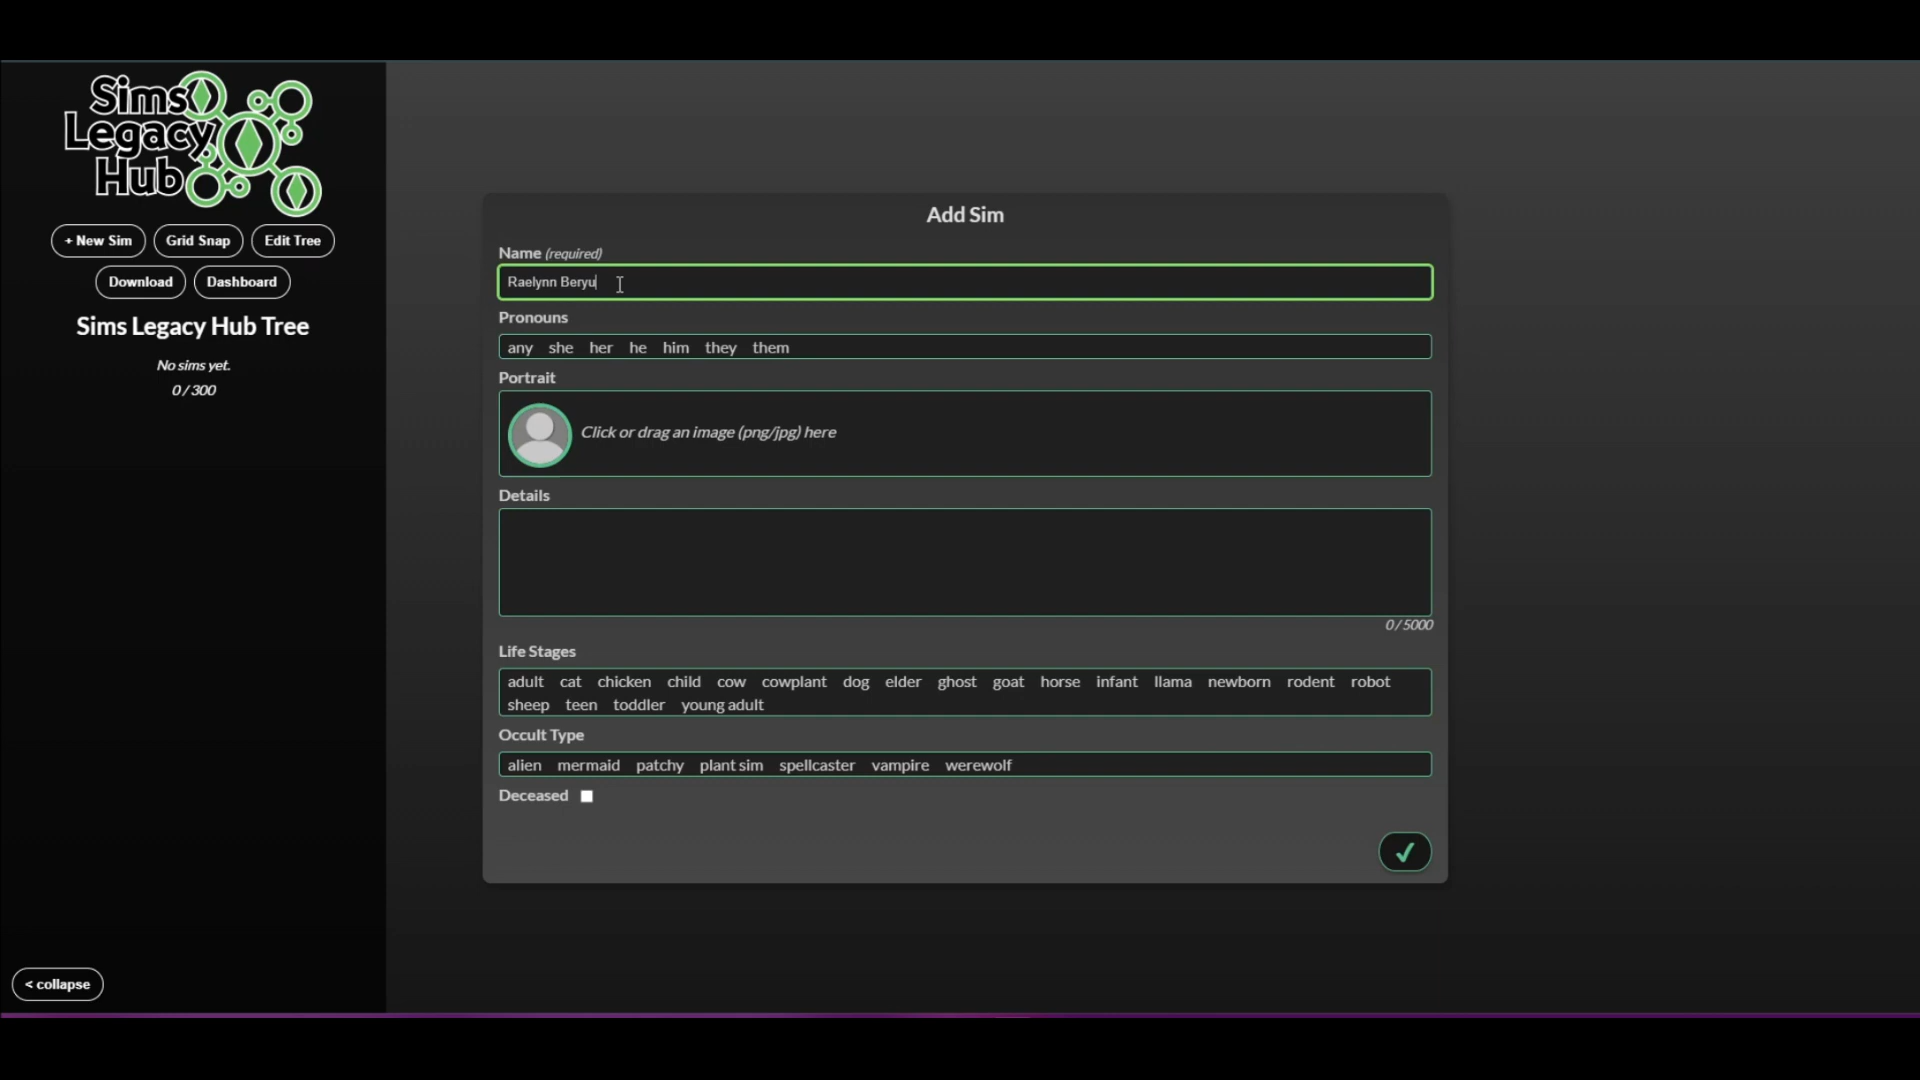 Sims
Legacy
Hub
+ New Sim Grid Snap Edit Tree
Download Dashboard
Sims Legacy Hub Tree
No sims yet.
0 / 300
< collapse
Add Sim
Name (required)
Raelynn Beryu
Pronouns
any she her he him they them
Portrait
Click or drag an image (png/jpg) here
Details
0 / 5000
Life Stages
adult cat chicken child cow cowplant dog elder ghost goat horse infant llama newborn rodent robot
sheep teen toddler young adult
Occult Type
alien mermaid patchy plant sim spellcaster vampire werewolf
Deceased